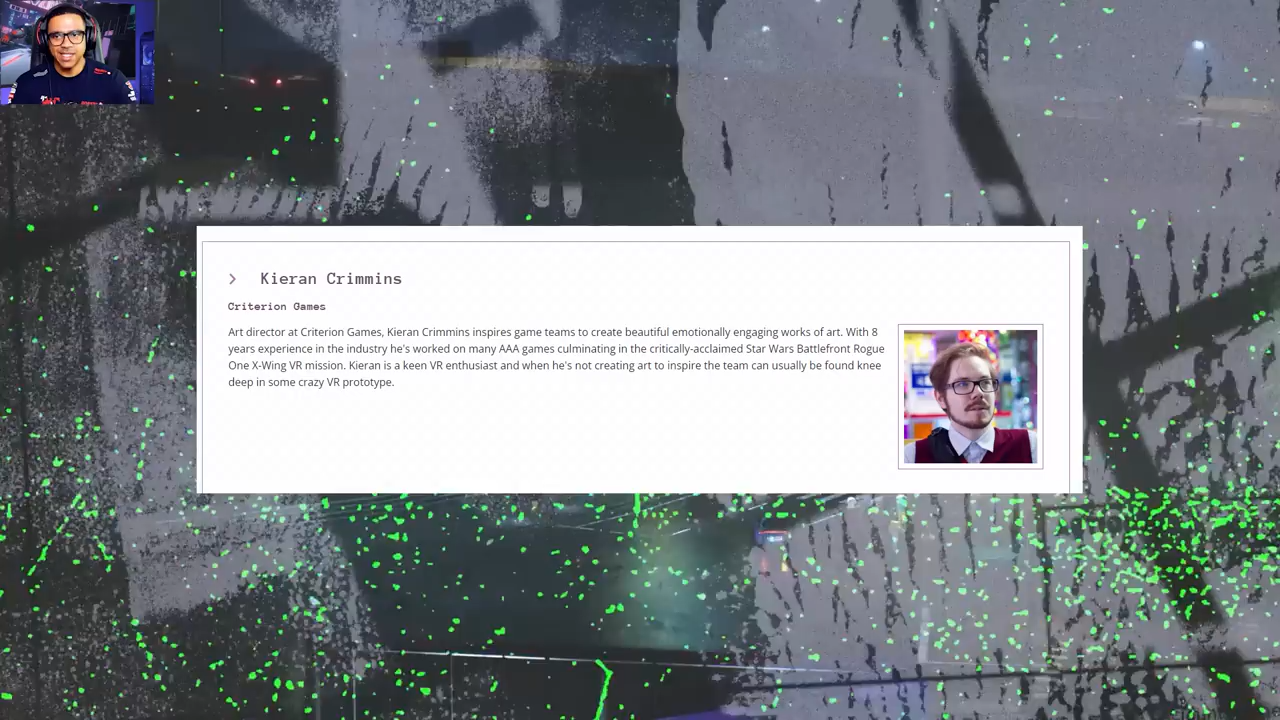 Kieran Crimmins
Criterion Games
Art director at Criterion Games, Kieran Crimmins inspires game teams to create beautiful emotionally engaging works of art. With 8
years experience in the industry he's worked on many AAA games culminating in the critically-acclaimed Star Wars Battlefront Rogue
One X-Wing VR mission. Kieran is a keen VR enthusiast and when he's not creating art to inspire the team can usually be found knee
deep in some crazy VR prototype.